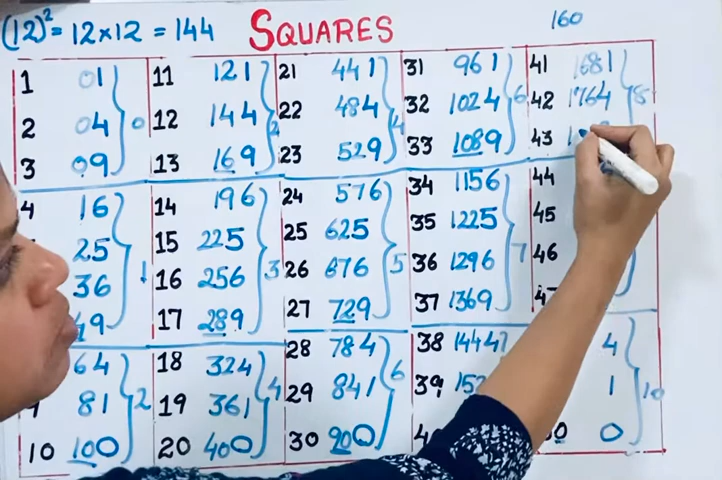 (12)² = 12 × 12 = 144 SQUARES 160
1 01 11 121 21 441 31 961 41 1681
2 04 0 12 144 2 22 484 4 32 1024 6 42 1764 8
3 09 13 169 23 529 33 1089 43
4 16 14 196 24 576 34 1156 44
25 15 225 25 625 35 1225 45
36 1 16 256 3 26 676 5 36 1296 7 46
49 17 289 27 729 37 1369
64 18 324 28 784 38 1444 4
81 2 19 361 4 29 841 6 39 1 10
10 100 20 400 30 900 0